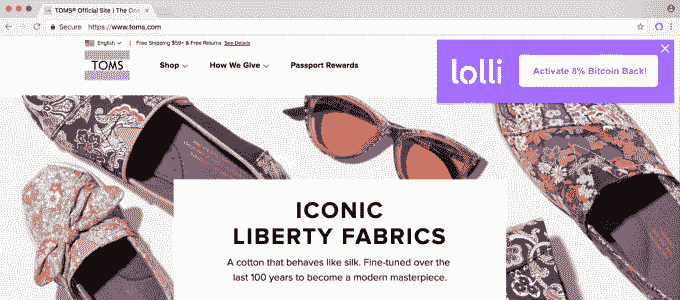 TOMS® Official Site | The One
Secure https://www.toms.com
English | Free Shipping $59+ & Free Returns See Details
TOMS
Shop How We Give Passport Rewards
lolli Activate 8% Bitcoin Back!
ICONIC
LIBERTY FABRICS
A cotton that behaves like silk. Fine-tuned over the
last 100 years to become a modern masterpiece.